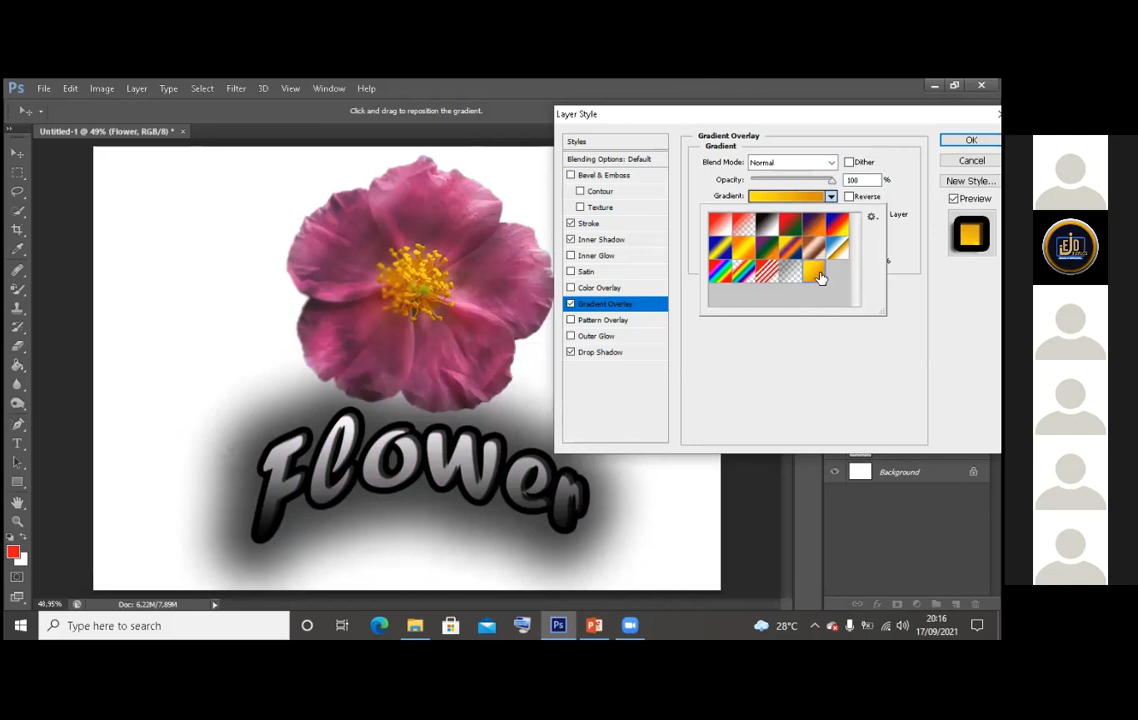 Ps File Edit Image Layer Type Select Filter 3D View Window Help
Click and drag to reposition the gradient.
Untitled-1 @ 49% (Flower, RGB/8) *
Layer Style
Styles
Blending Options: Default
Bevel & Emboss
Contour
Texture
Stroke
Inner Shadow
Inner Glow
Satin
Color Overlay
Gradient Overlay
Pattern Overlay
Outer Glow
Drop Shadow
Gradient Overlay
Gradient
Blend Mode: Normal Dither
Opacity: 100 %
Gradient: Reverse
Layer
%
OK
Cancel
New Style...
Preview
EJD
Flower
Background
48,95% Doc: 6,22M/7,89M
Type here to search
Ps
28°C
20:16
17/09/2021